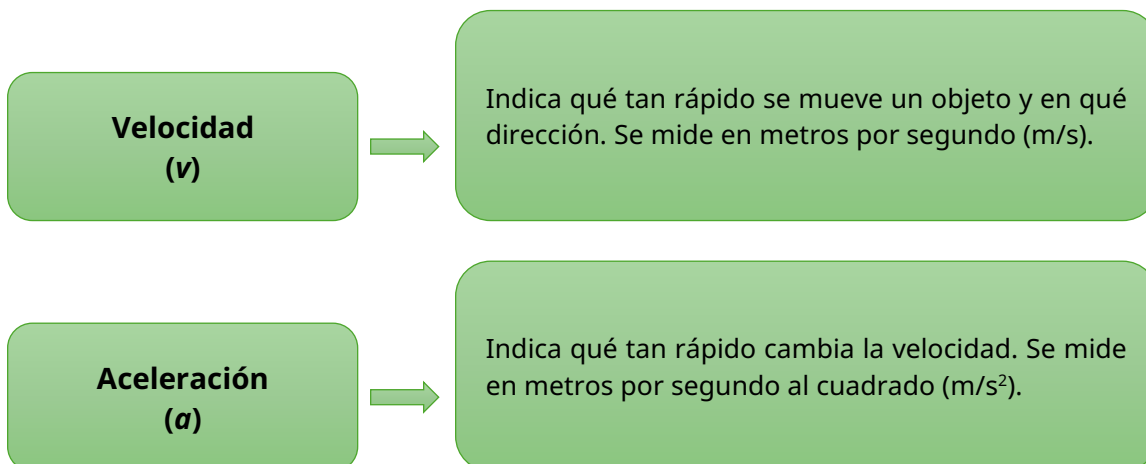 Velocidad
(v)
Indica qué tan rápido se mueve un objeto y en qué
dirección. Se mide en metros por segundo (m/s).
Aceleración
(a)
Indica qué tan rápido cambia la velocidad. Se mide
en metros por segundo al cuadrado (m/s²).